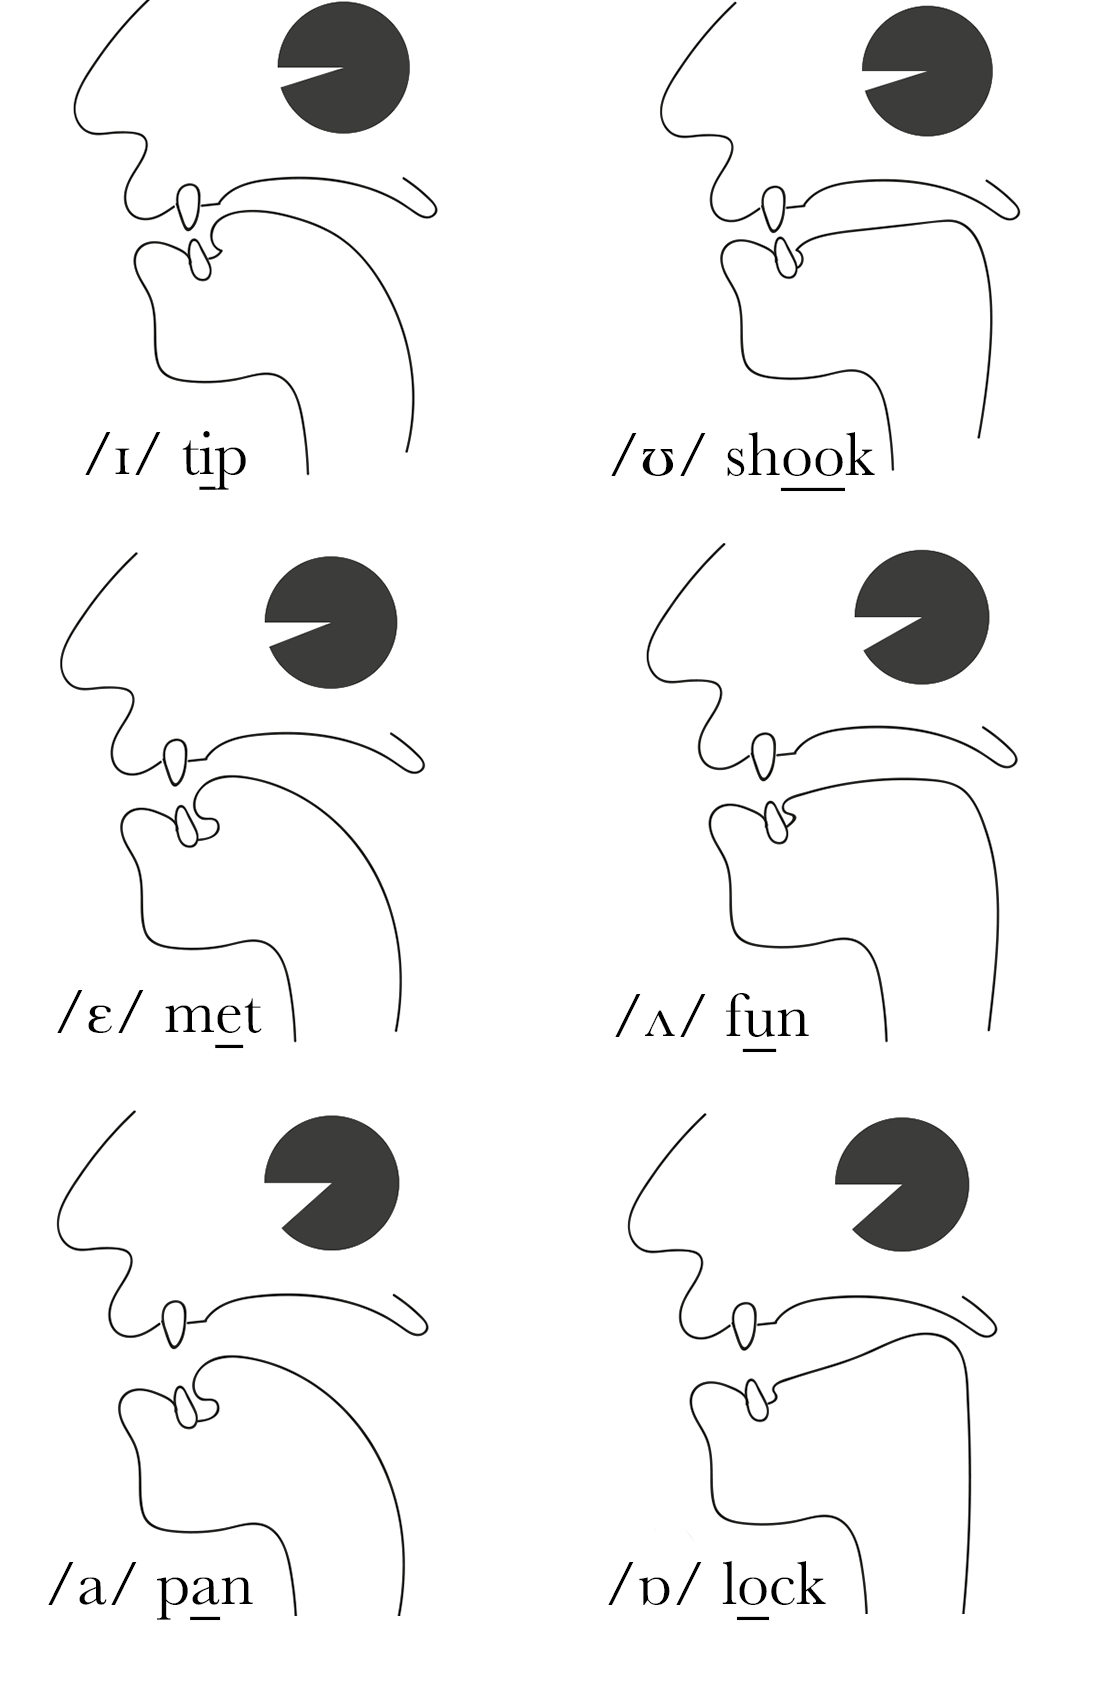 /ɪ/ tip
/ʊ/ shook
/ɛ/ met
/ʌ/ fun
/a/ pan
/ɒ/ lock